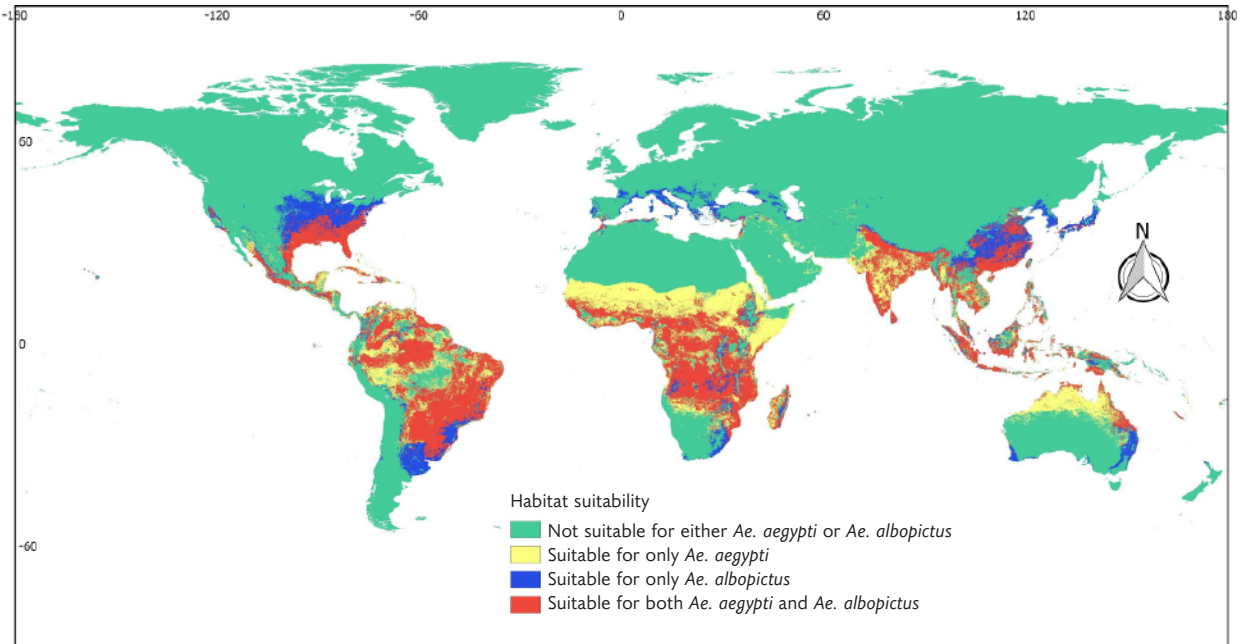 -180 -120 -60 0 60 120 180
60
N
0
Habitat suitability
Not suitable for either Ae. aegypti or Ae. albopictus
-60
Suitable for only Ae. aegypti
Suitable for only Ae. albopictus
Suitable for both Ae. aegypti and Ae. albopictus